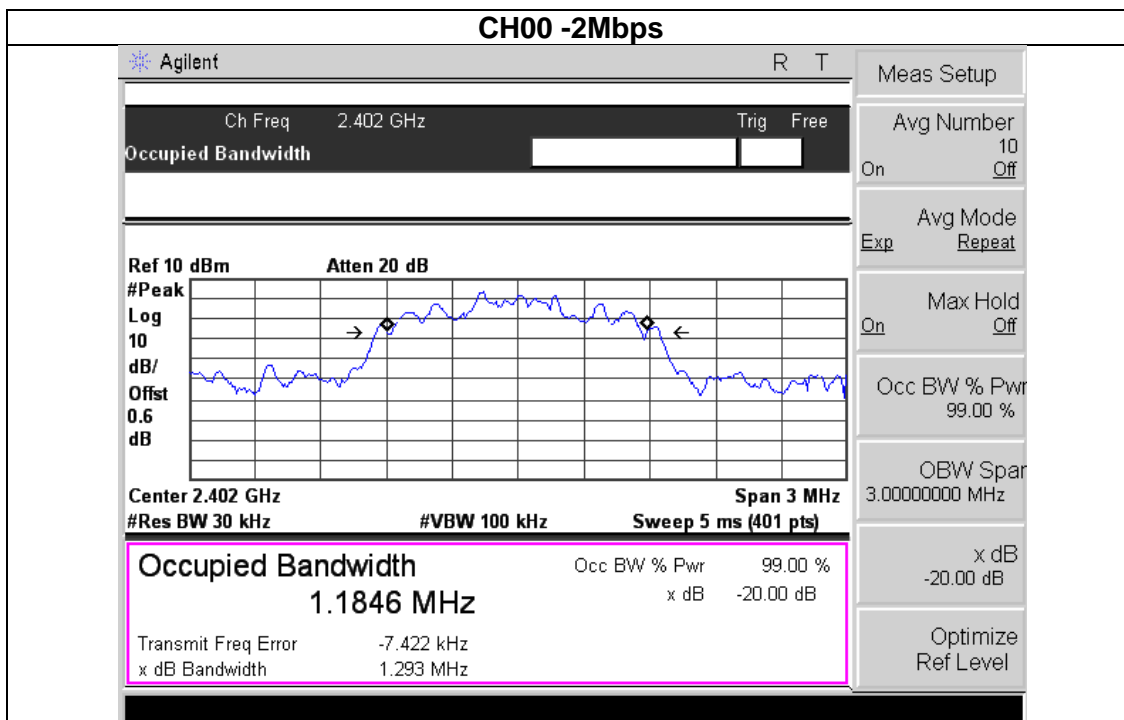 CH00 -2Mbps
Agilent R T
Ch Freq 2.402 GHz Trig Free
Occupied Bandwidth
Ref 10 dBm Atten 20 dB
#Peak
Log
10
dB/
Offst
0.6
dB
Center 2.402 GHz Span 3 MHz
#Res BW 30 kHz #VBW 100 kHz Sweep 5 ms (401 pts)
Occupied Bandwidth Occ BW % Pwr 99.00 %
1.1846 MHz x dB -20.00 dB
Transmit Freq Error -7.422 kHz
x dB Bandwidth 1.293 MHz
Meas Setup
Avg Number
10
On Off
Avg Mode
Exp Repeat
Max Hold
On Off
Occ BW % Pwr
99.00 %
OBW Span
3.00000000 MHz
x dB
-20.00 dB
Optimize
Ref Level